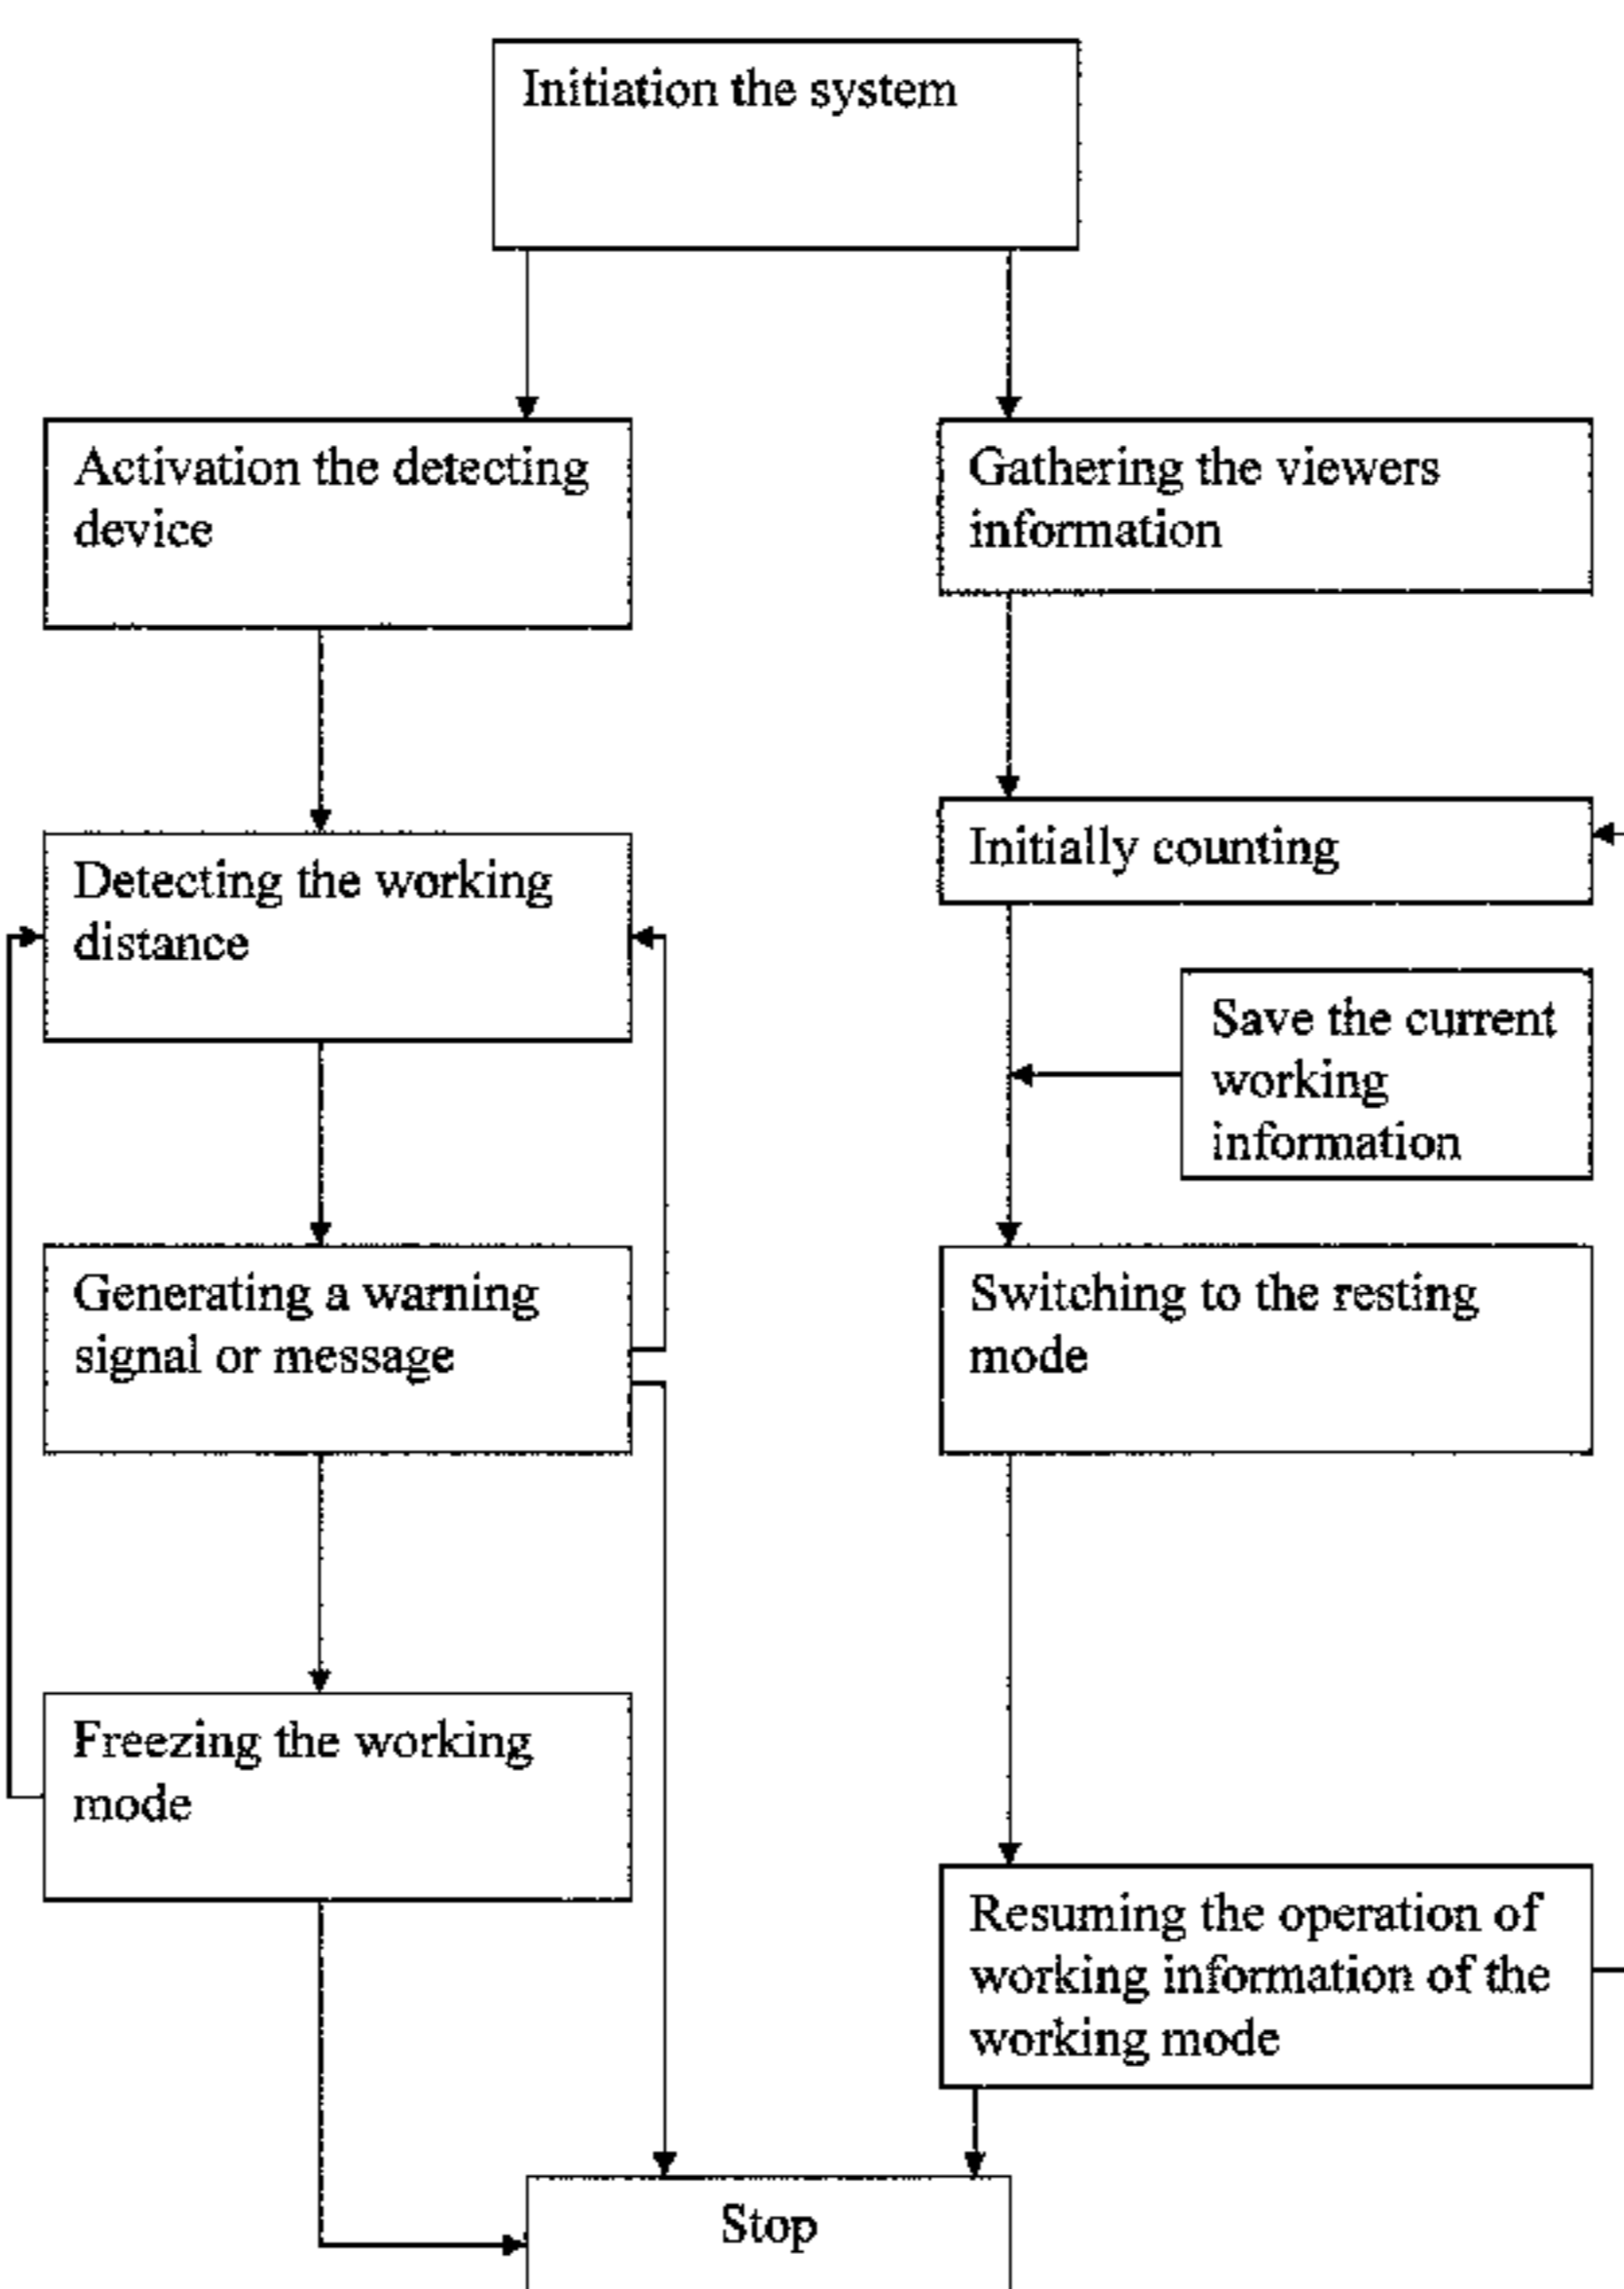 Initiation the system
Activation the detecting
device
Gathering the viewers
information
Detecting the working
distance
Initially counting
Save the current
working
information
Generating a warning
signal or message
Switching to the resting
mode
Freezing the working
mode
Resuming the operation of
working information of the
working mode
Stop